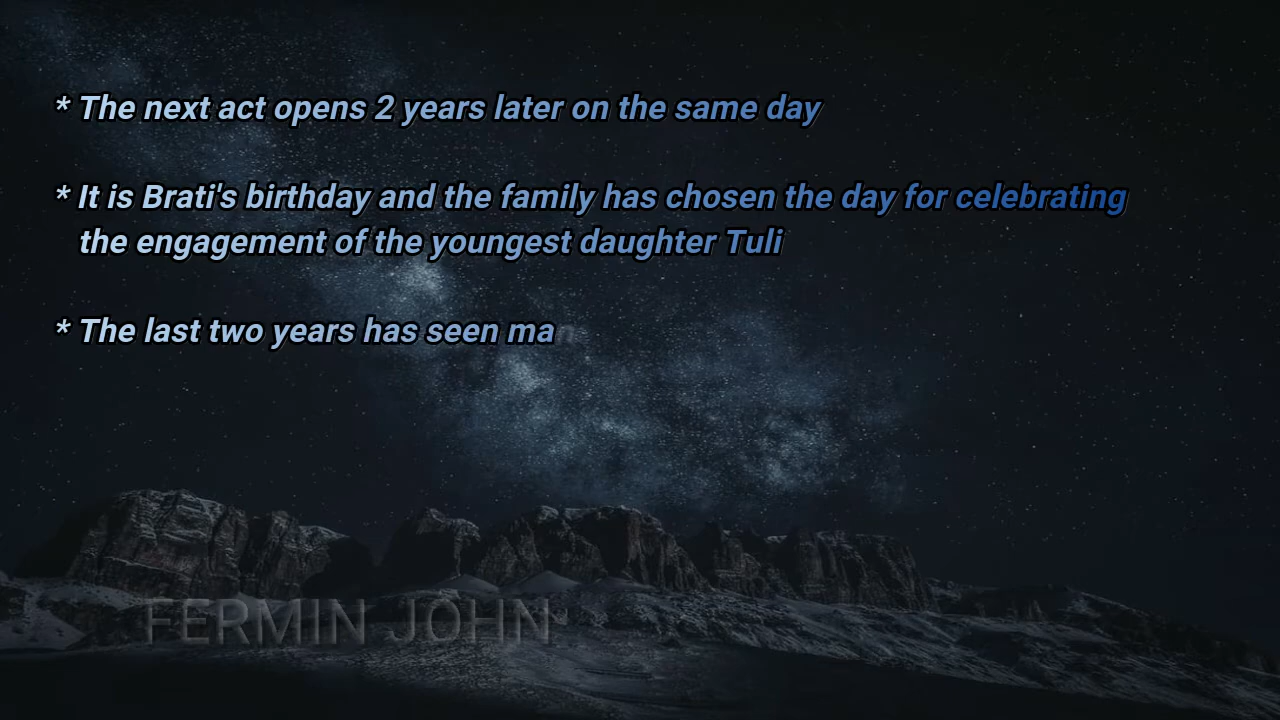 * The next act opens 2 years later on the same day
* It is Brati's birthday and the family has chosen the day for celebrating
the engagement of the youngest daughter Tuli
* The last two years has seen ma
FERMIN JOHN